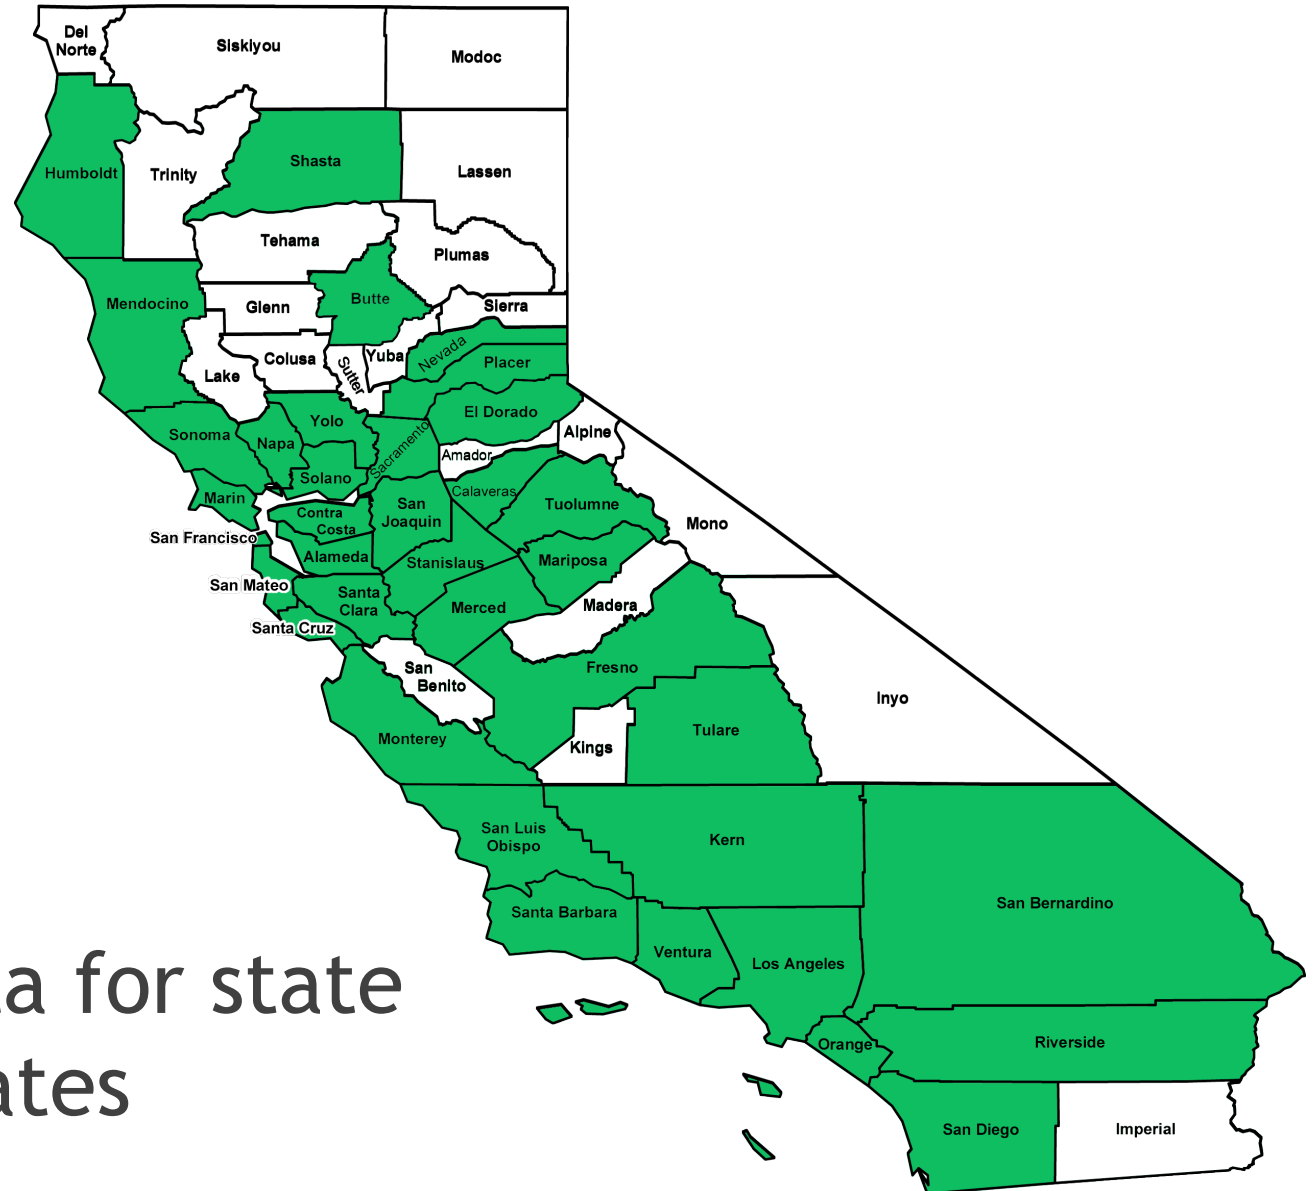 Del
Norte
Siskiyou
Modoc
Humboldt
Trinity
Shasta
Lassen
Tehama
Plumas
Mendocino
Glenn
Butte
Sierra
Lake
Colusa
Sutter
Yuba
Nevada
Placer
El Dorado
Sonoma
Napa
Yolo
Sacramento
Amador
Alpine
Solano
Marin
Calaveras
Tuolumne
Mono
Contra
Costa
San
Joaquin
San Francisco
Alameda
Stanislaus
Mariposa
San Mateo
Santa
Clara
Merced
Madera
Santa Cruz
San
Benito
Fresno
Inyo
Monterey
Kings
Tulare
San Luis
Obispo
Kern
Santa Barbara
San Bernardino
Ventura
Los Angeles
Orange
Riverside
San Diego
Imperial
a for state
ates